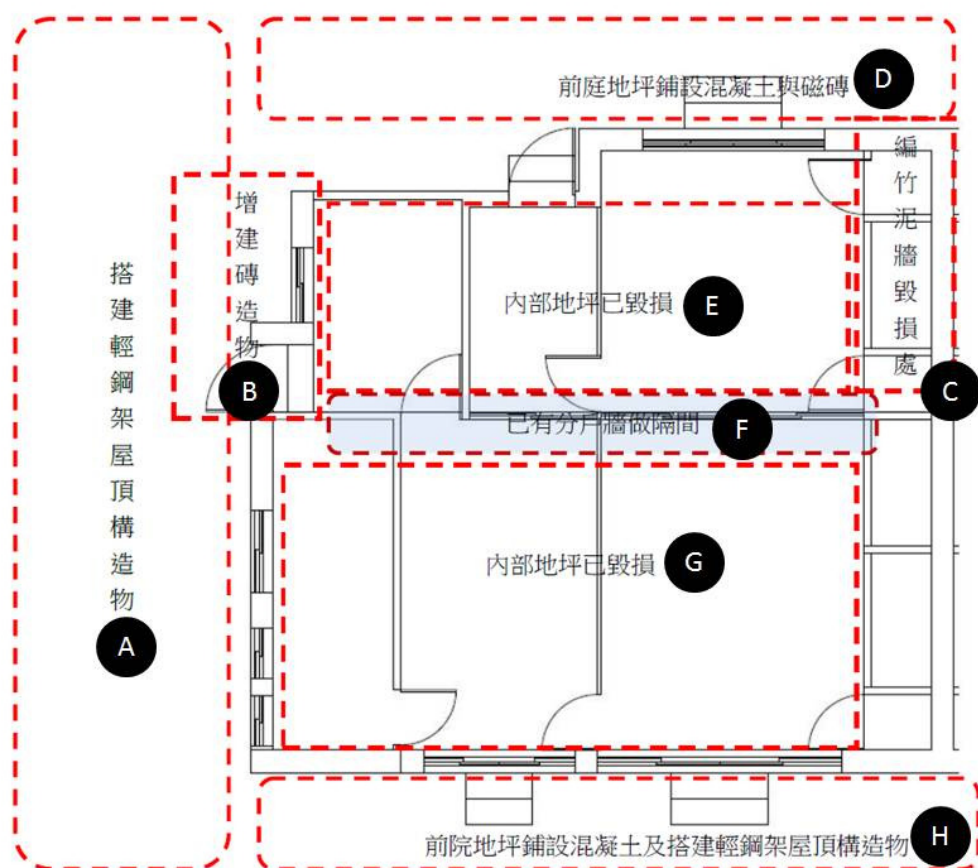 前庭地坪鋪設混凝土與磁磚
D
編竹泥牆毀損處
C
增建磚造物
B
搭建輕鋼架屋頂構造物
A
內部地坪已毀損
E
已有分戶牆做隔間
F
內部地坪已毀損
G
前院地坪鋪設混凝土及搭建輕鋼架屋頂構造物
H